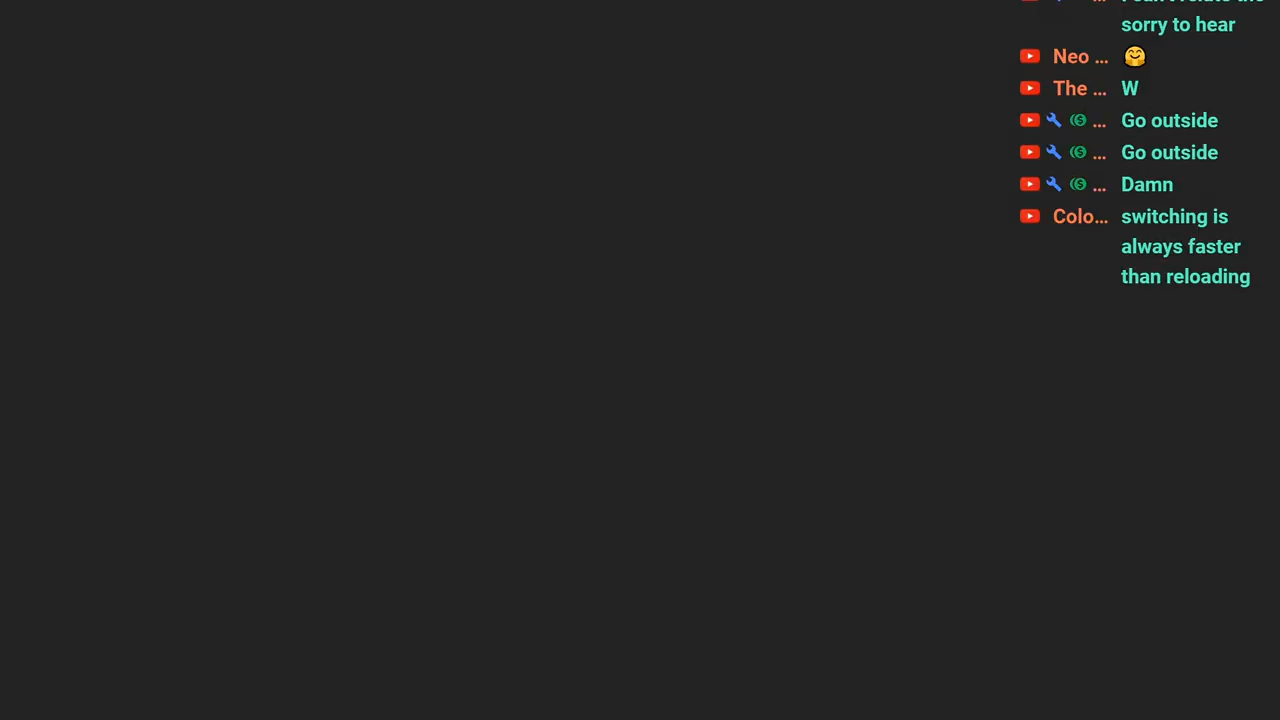 sorry to hear
Neo ... 🤗
The ... W
... Go outside
... Go outside
... Damn
Colo... switching is
always faster
than reloading